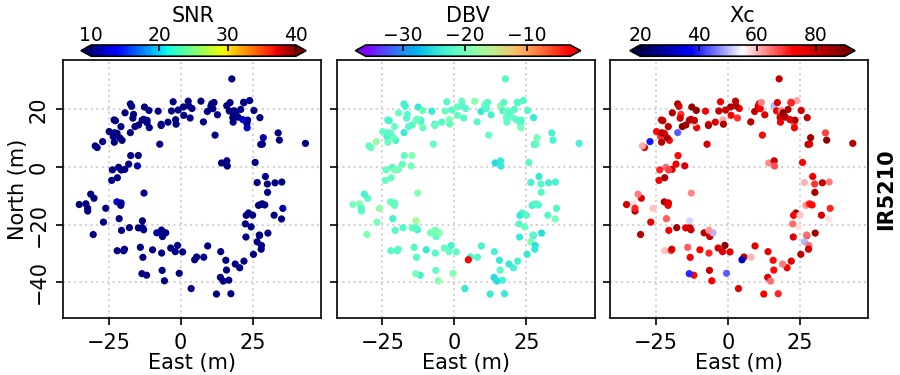 SNR DBV Xc
10 20 30 40 −30 −20 −10 20 40 60 80
20
0
−20
−40
North (m)
IR5210
−25 0 25 −25 0 25 −25 0 25
East (m) East (m) East (m)